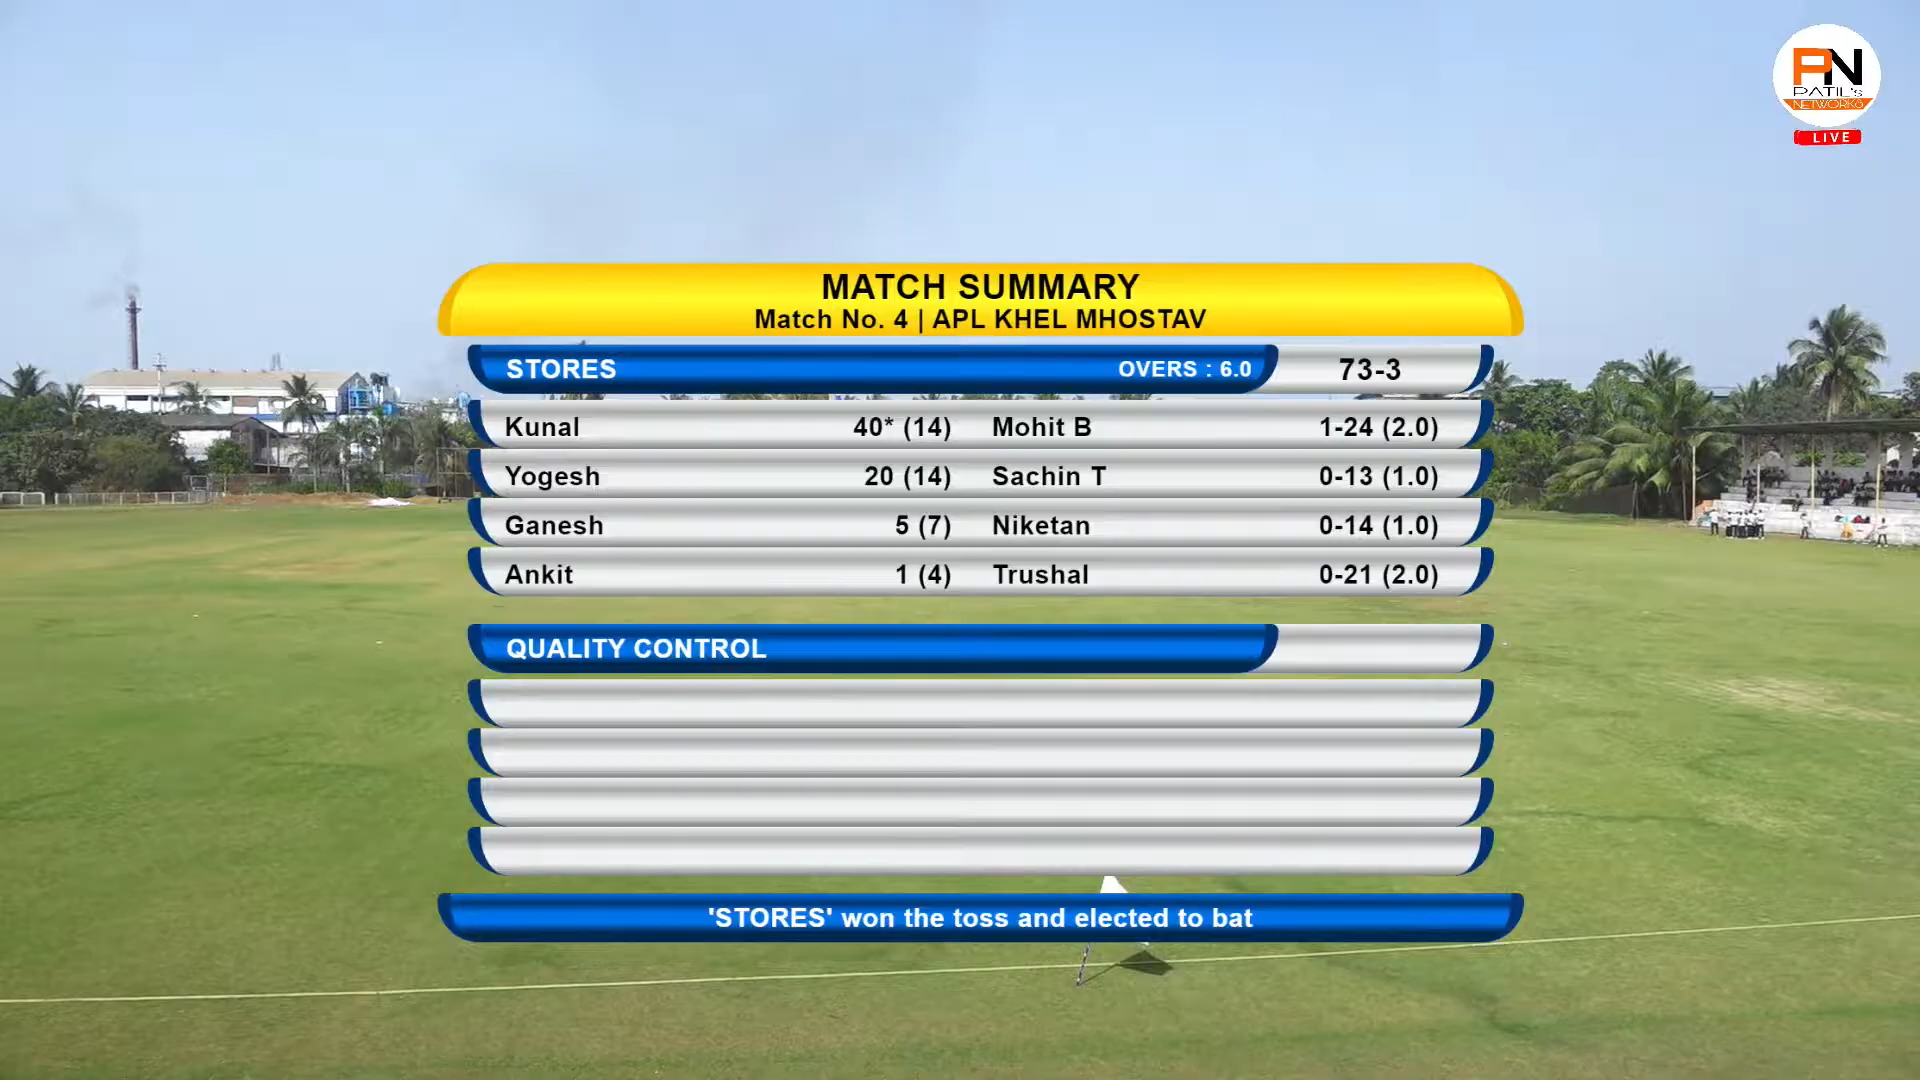 PN
PATIL's
NETWORKS
LIVE
MATCH SUMMARY
Match No. 4 | APL KHEL MHOSTAV
STORES OVERS : 6.0 73-3
Kunal 40* (14) Mohit B 1-24 (2.0)
Yogesh 20 (14) Sachin T 0-13 (1.0)
Ganesh 5 (7) Niketan 0-14 (1.0)
Ankit 1 (4) Trushal 0-21 (2.0)
QUALITY CONTROL
'STORES' won the toss and elected to bat